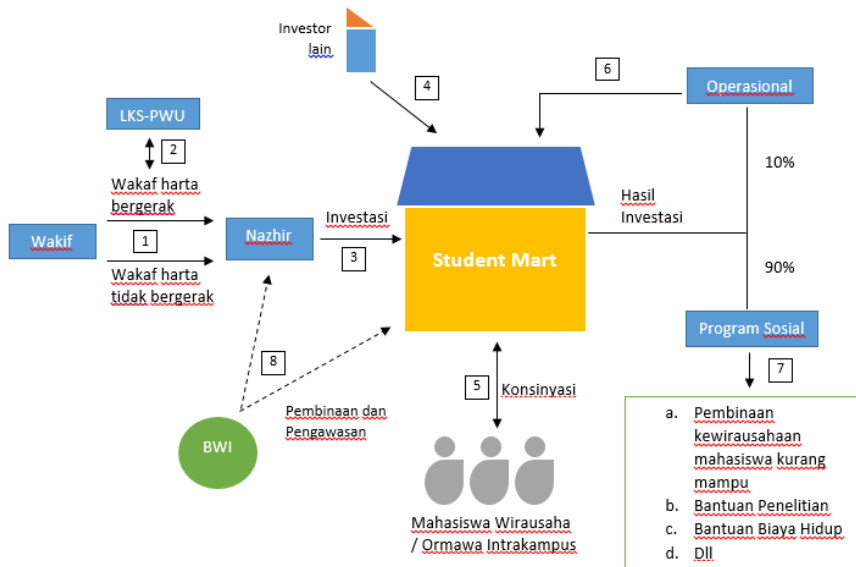 Investor
lain
4
6
Operasional
LKS-PWU
2
10%
Wakaf harta
bergerak
Hasil
Investasi
Wakif
1
Nazhir
Investasi
3
Student Mart
Wakaf harta
tidak bergerak
90%
Program Sosial
8
7
5
Konsinyasi
Pembinaan dan
Pengawasan
BWI
Mahasiswa Wirausaha
/ Ormawa Intrakampus
a. Pembinaan
kewirausahaan
mahasiswa kurang
mampu
b. Bantuan Penelitian
c. Bantuan Biaya Hidup
d. Dll